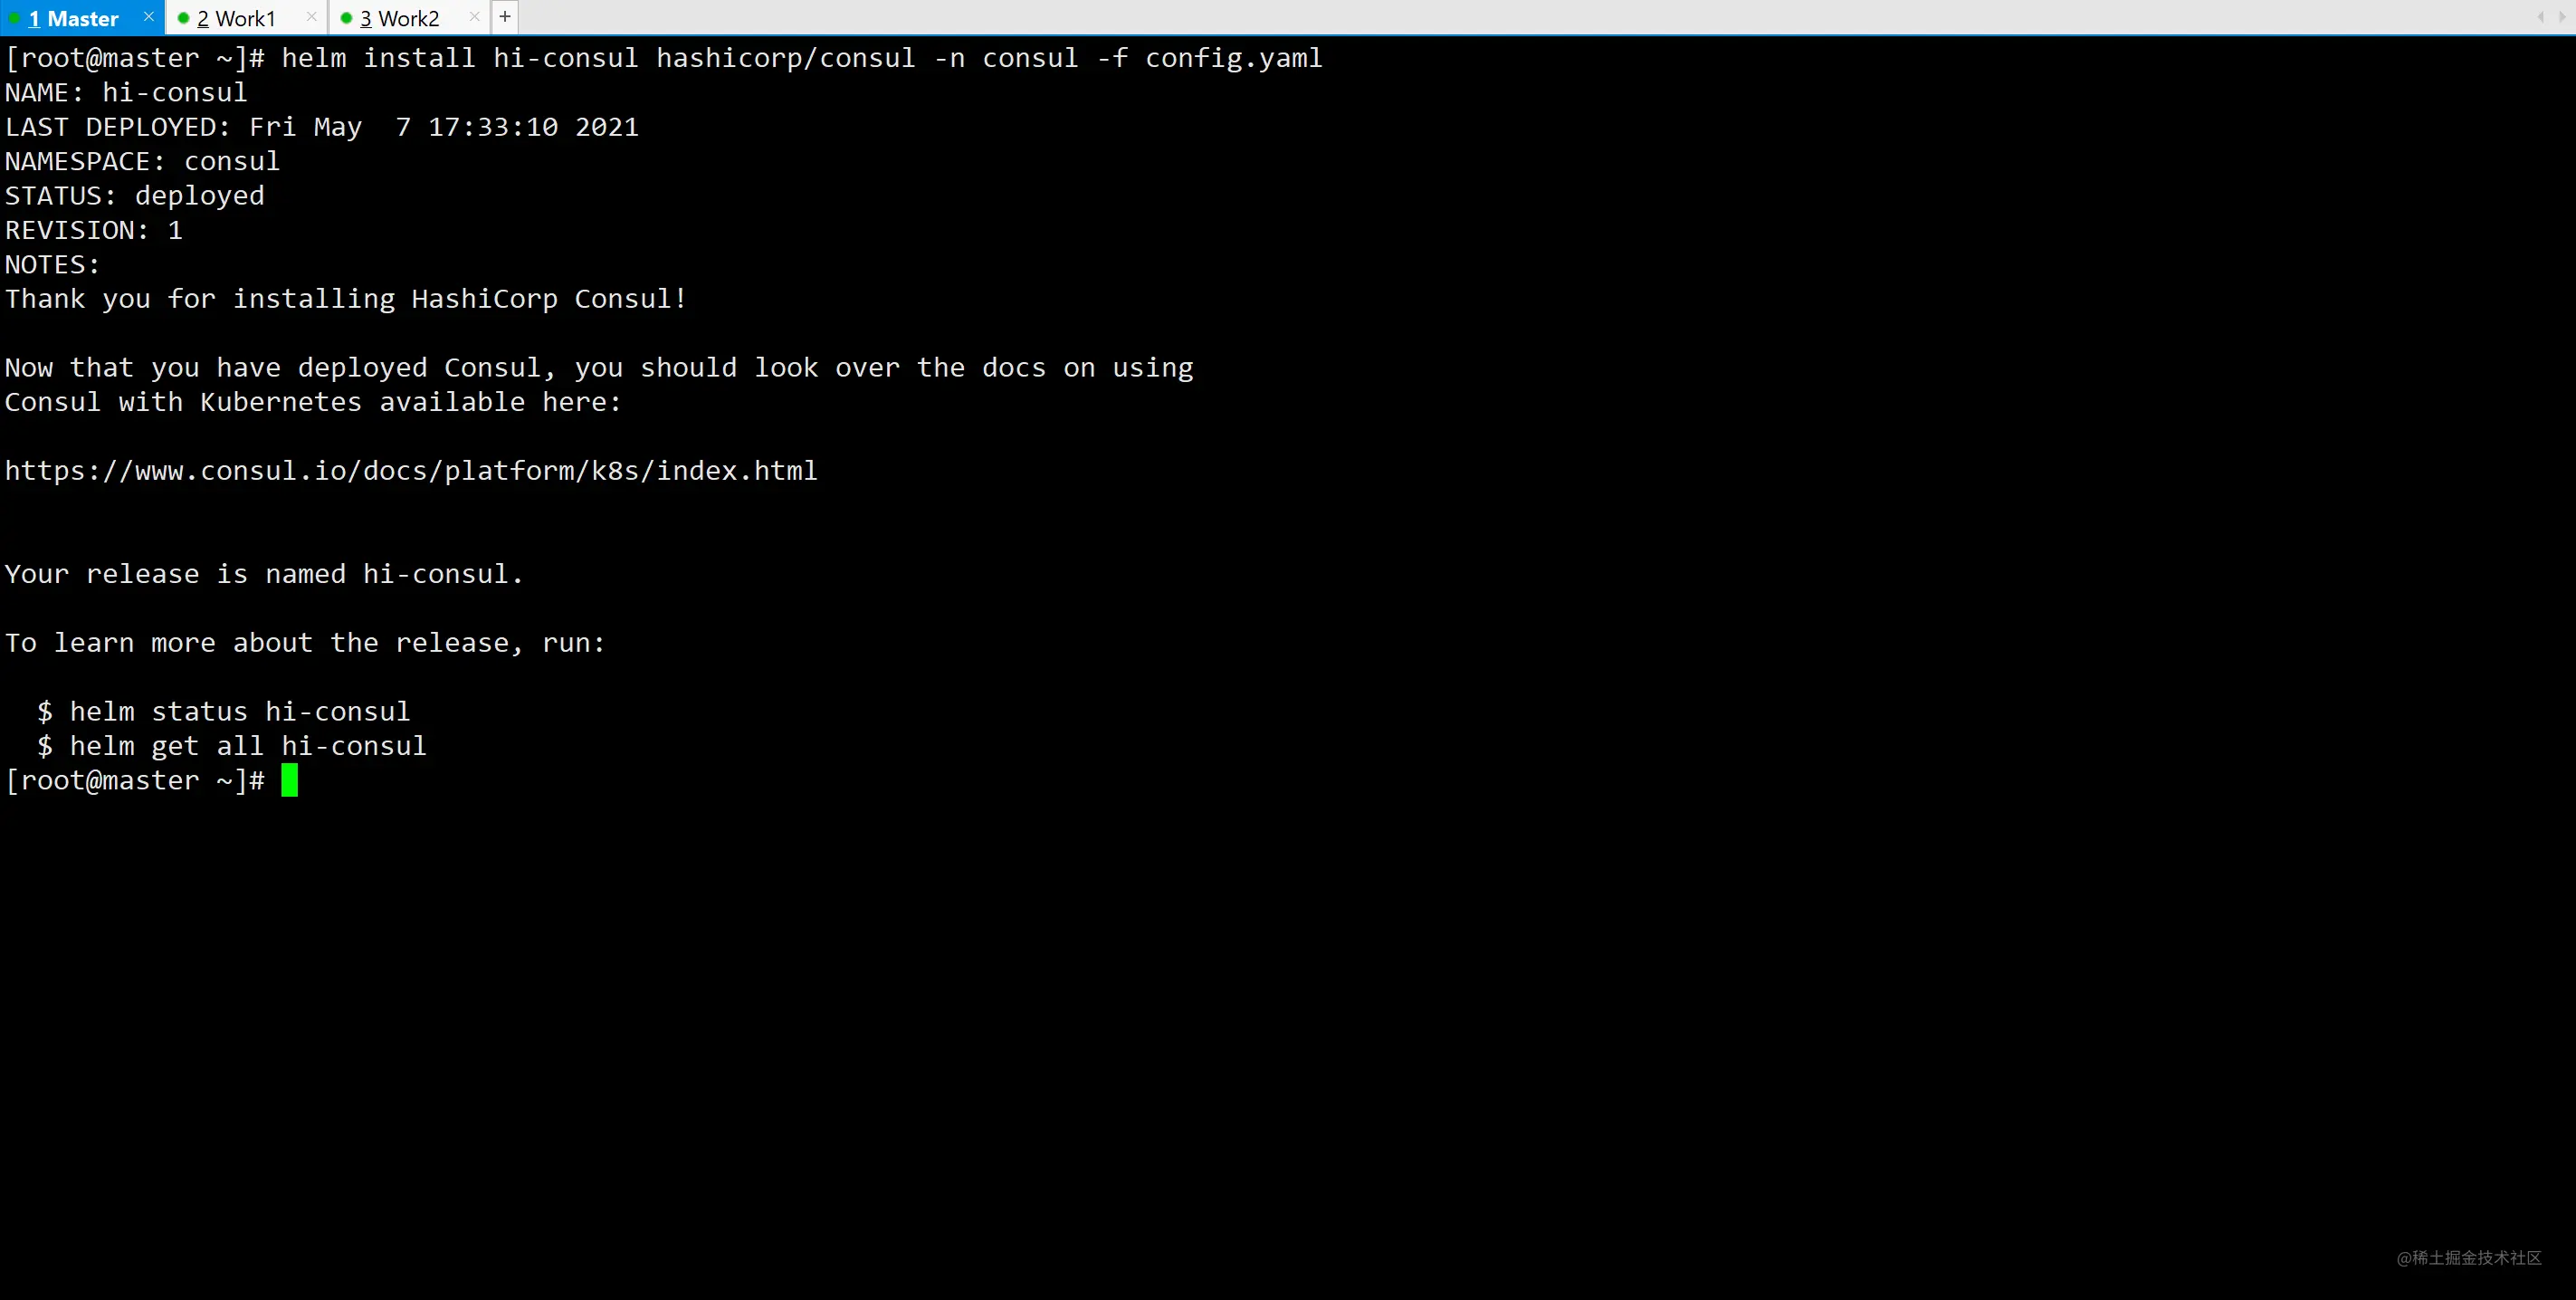 1 Master × 2 Work1 × 3 Work2 × +
[root@master ~]# helm install hi-consul hashicorp/consul -n consul -f config.yaml
NAME: hi-consul
LAST DEPLOYED: Fri May  7 17:33:10 2021
NAMESPACE: consul
STATUS: deployed
REVISION: 1
NOTES:
Thank you for installing HashiCorp Consul!
Now that you have deployed Consul, you should look over the docs on using
Consul with Kubernetes available here:
https://www.consul.io/docs/platform/k8s/index.html
Your release is named hi-consul.
To learn more about the release, run:
  $ helm status hi-consul
  $ helm get all hi-consul
[root@master ~]#
@稀土掘金技术社区